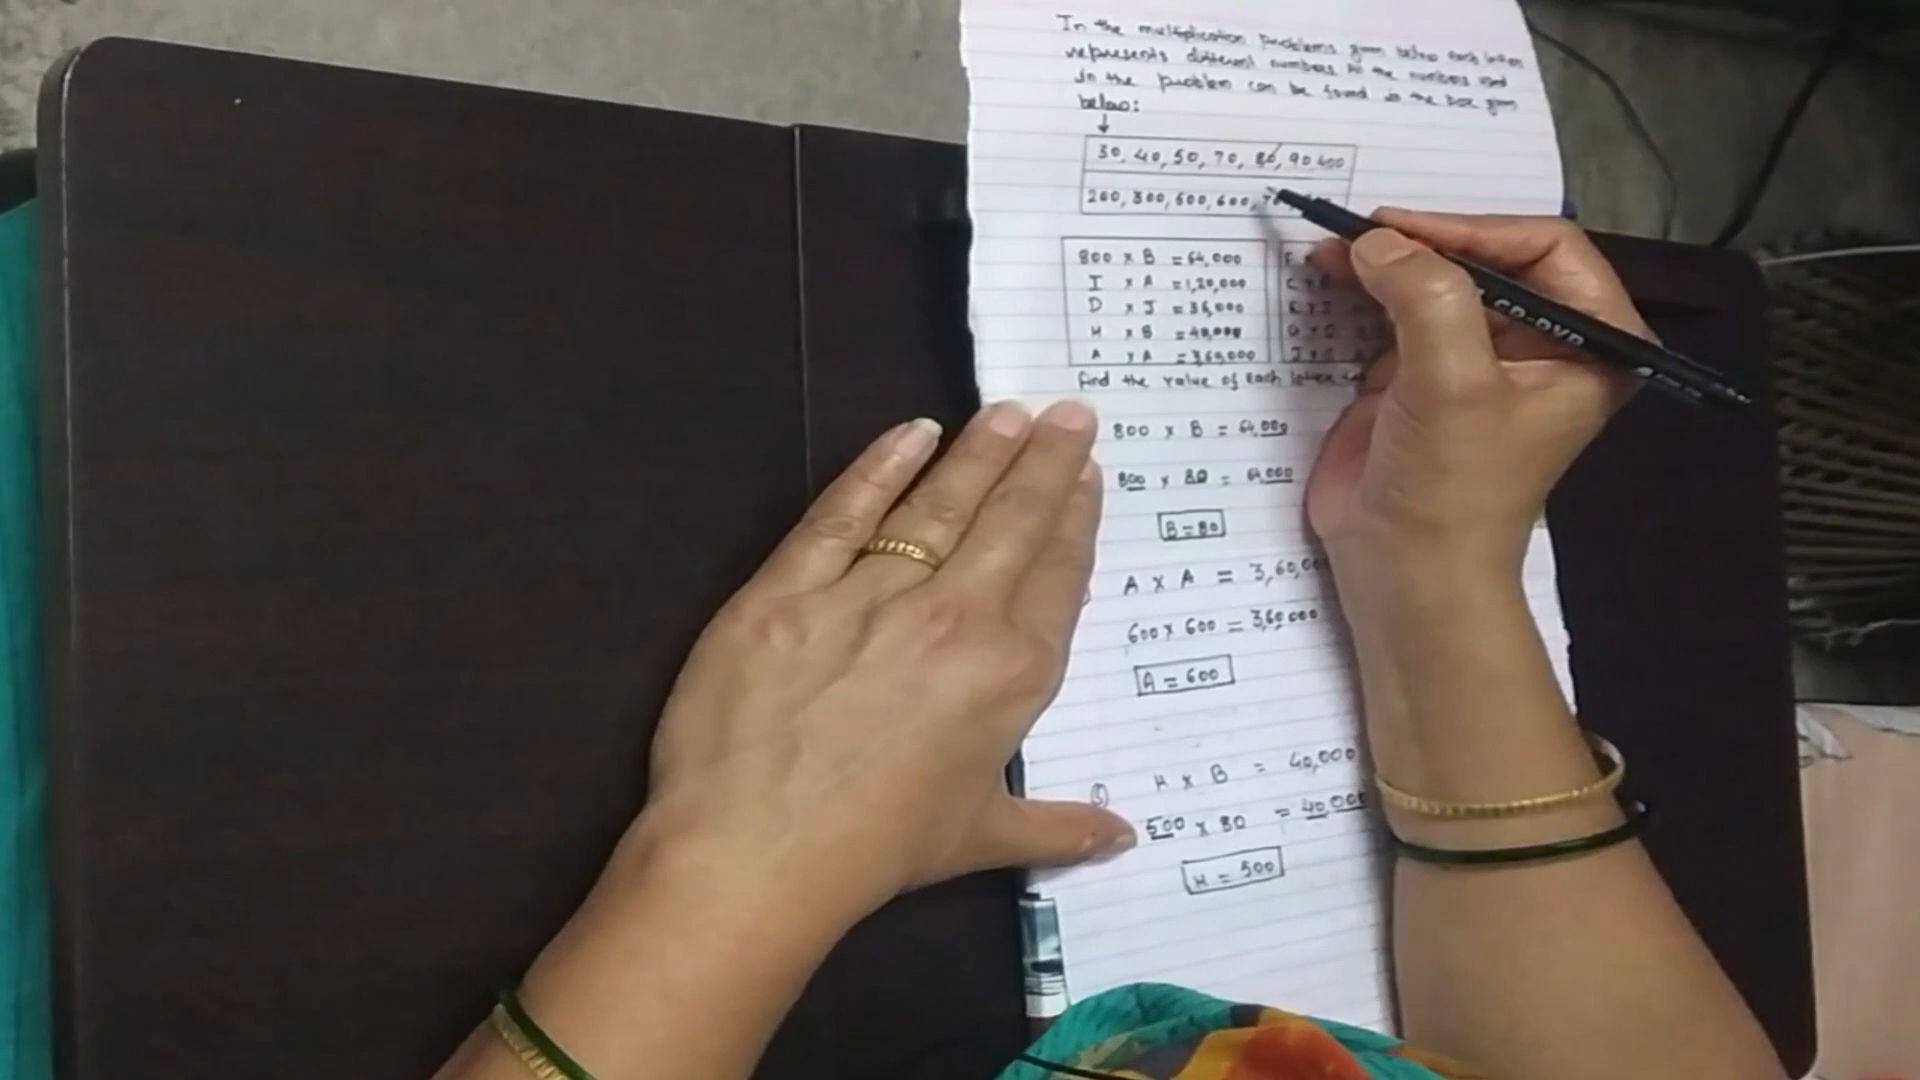 In the multiplication problems given below each letter
represents different numbers. All the numbers used
in the problem can be found in the box given
below:
30, 40, 50, 70, 80, 90 400
200, 300, 500, 600,
800 × B = 64,000
I × A = 1,20,000
D × J = 36,000
H × B = 40,000
A × A = 360,000
find the value of each letter
800 × B = 64,000
800 × 80 = 64,000
B = 80
A × A = 3,60,00
600 × 600 = 3,60,000
A = 600
H × B = 40,000
500 × 80 = 40,000
H = 500